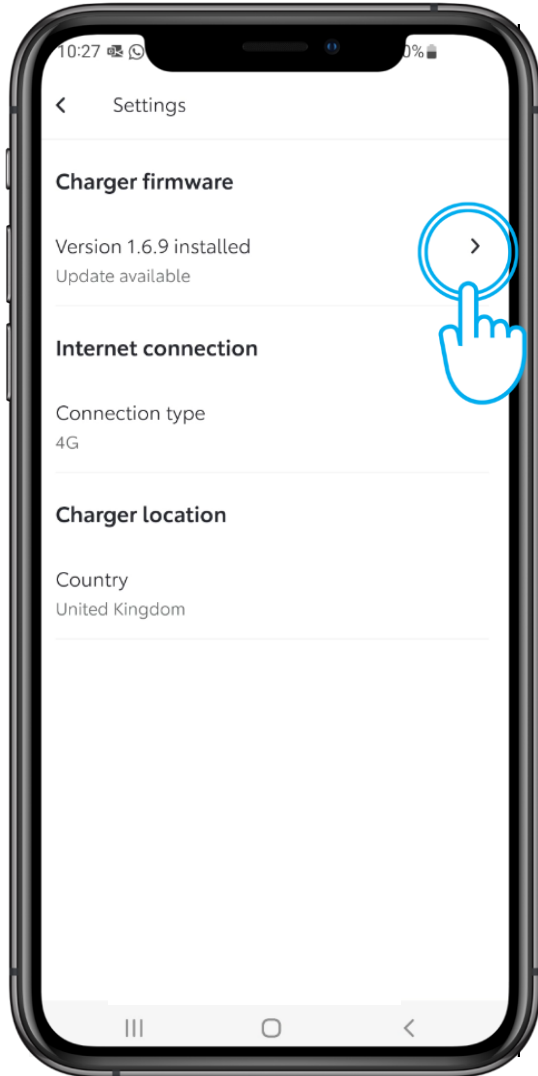 10:27
Settings
Charger firmware
Version 1.6.9 installed
Update available
Internet connection
Connection type
4G
Charger location
Country
United Kingdom